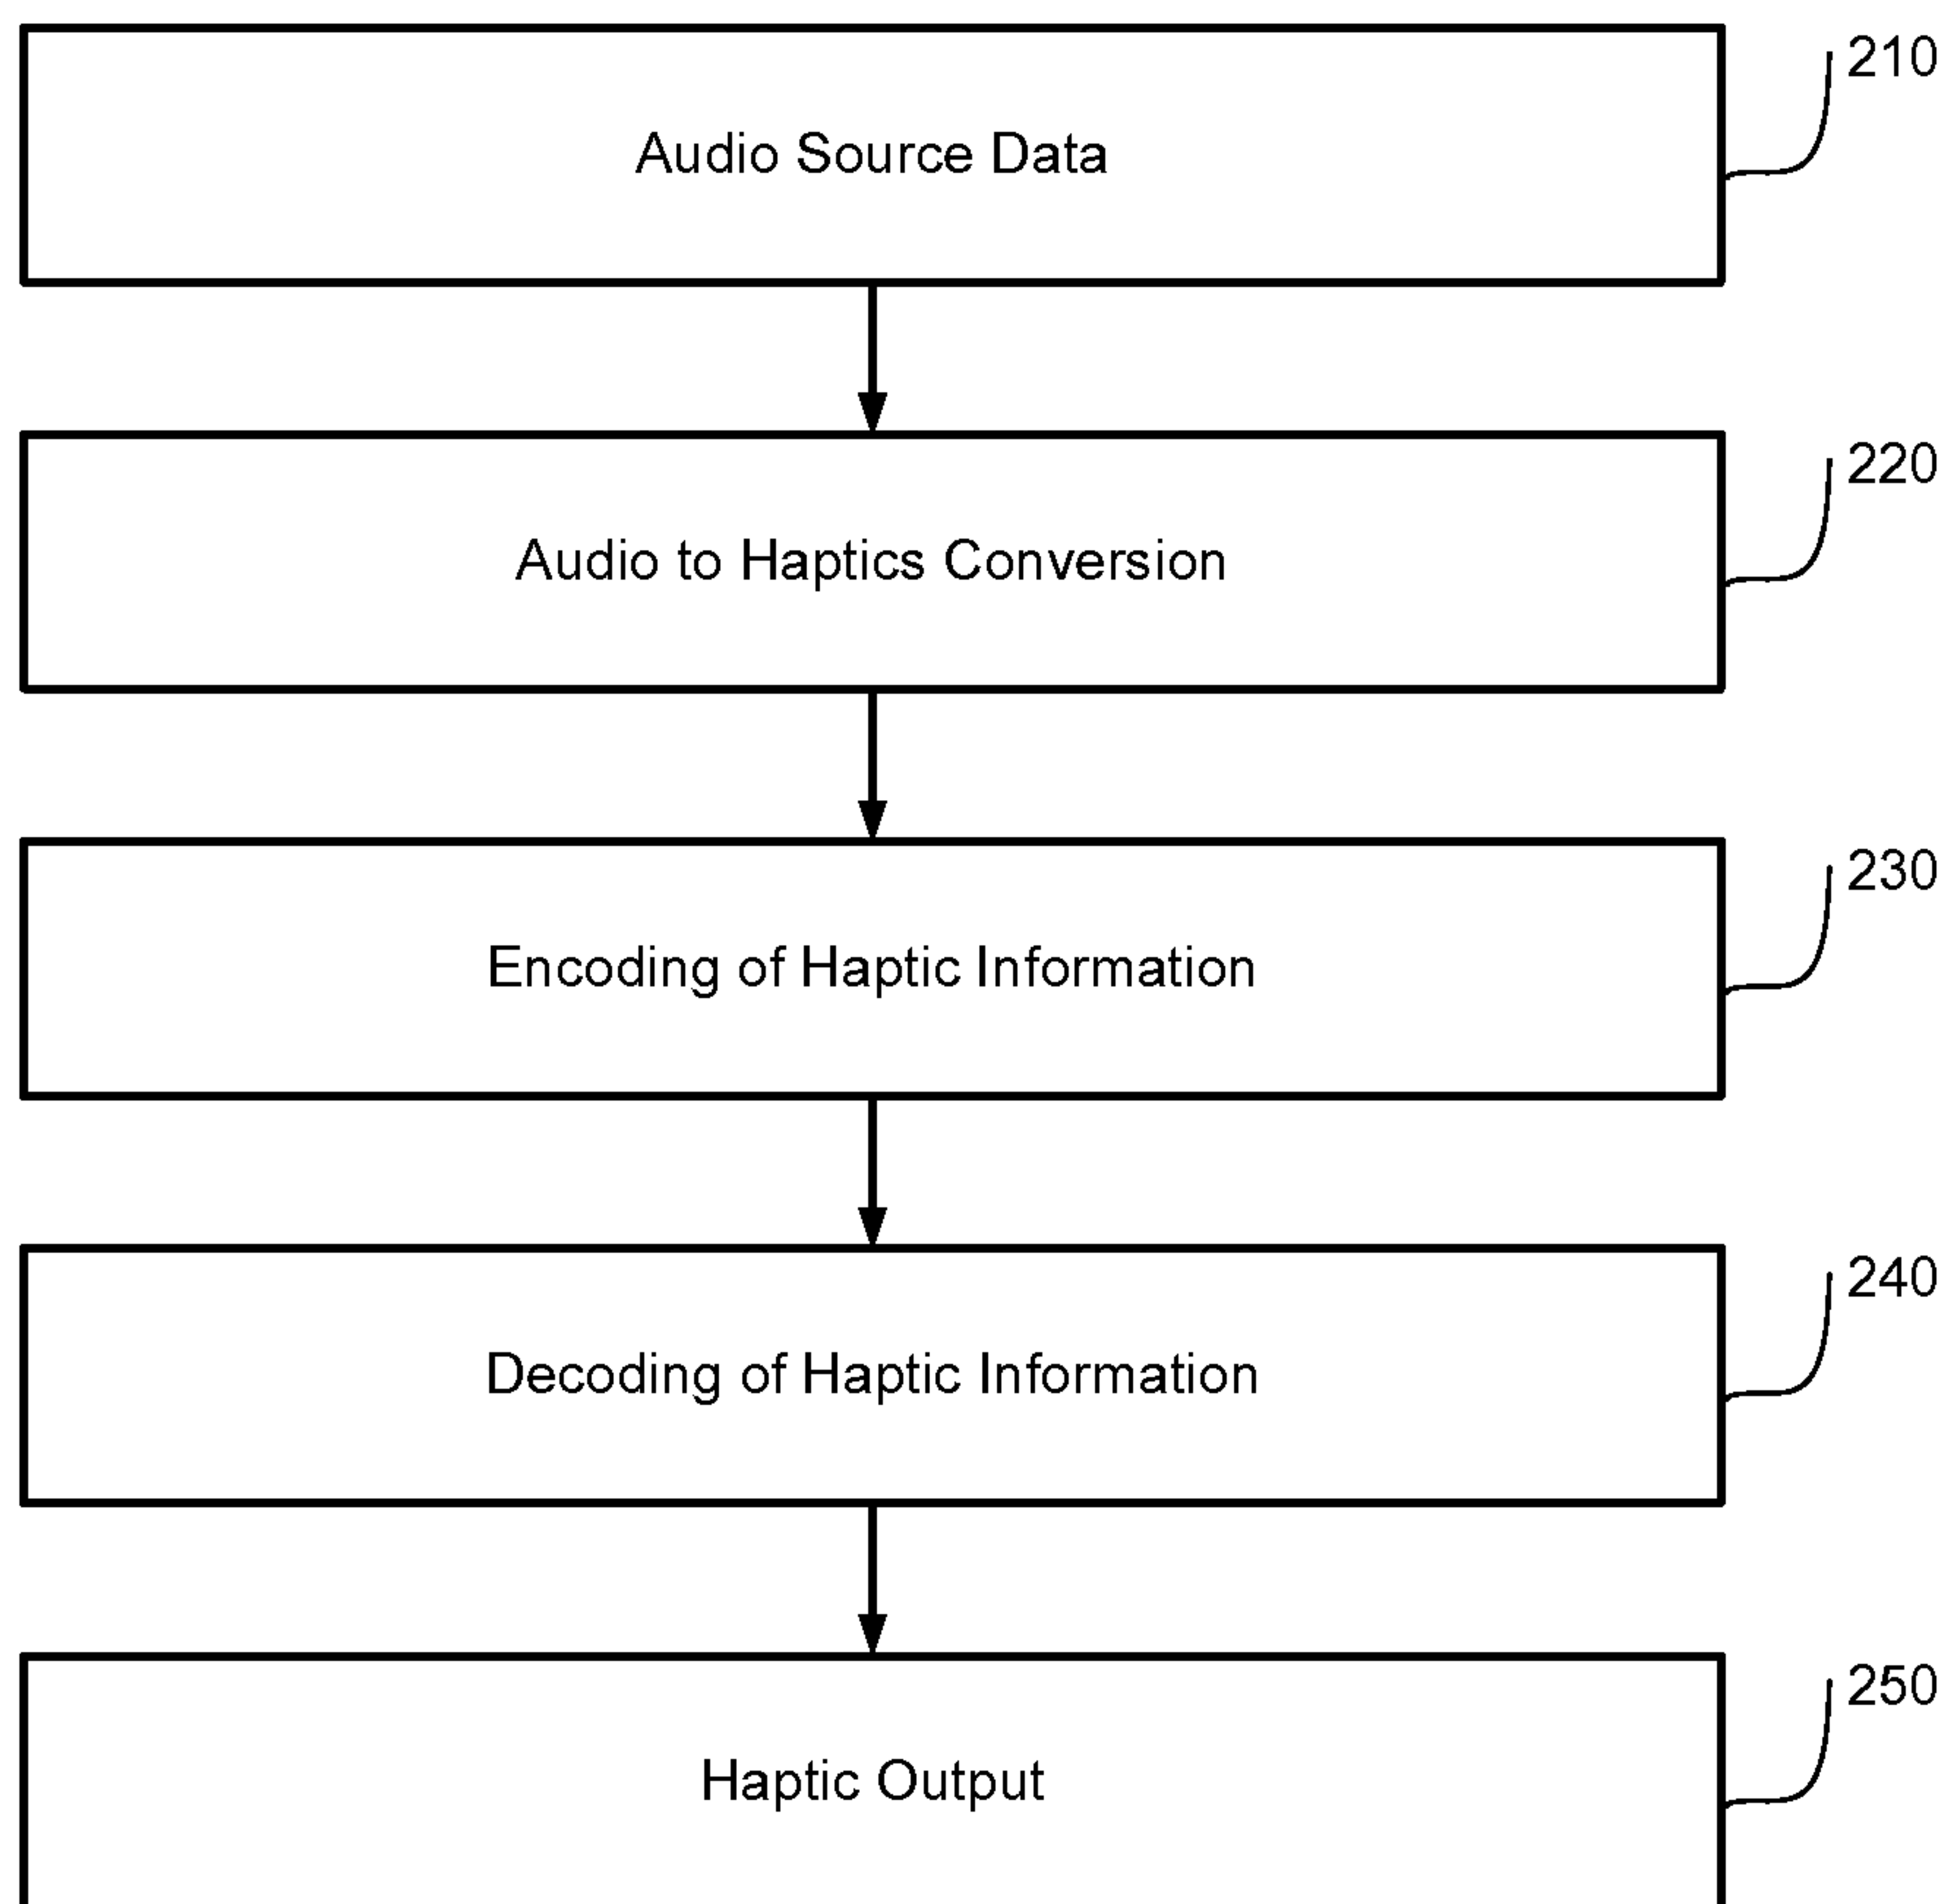 Audio Source Data
210
Audio to Haptics Conversion
220
Encoding of Haptic Information
230
Decoding of Haptic Information
240
Haptic Output
250